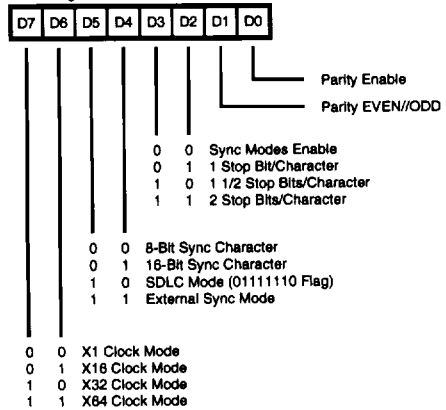 D7 D6 D5 D4 D3 D2 D1 D0
Parity Enable
Parity EVEN//ODD
0 0 Sync Modes Enable
0 1 1 Stop Bit/Character
1 0 1 1/2 Stop Bits/Character
1 1 2 Stop Bits/Character
0 0 8-Bit Sync Character
0 1 16-Bit Sync Character
1 0 SDLC Mode (01111110 Flag)
1 1 External Sync Mode
0 0 X1 Clock Mode
0 1 X16 Clock Mode
1 0 X32 Clock Mode
1 1 X64 Clock Mode